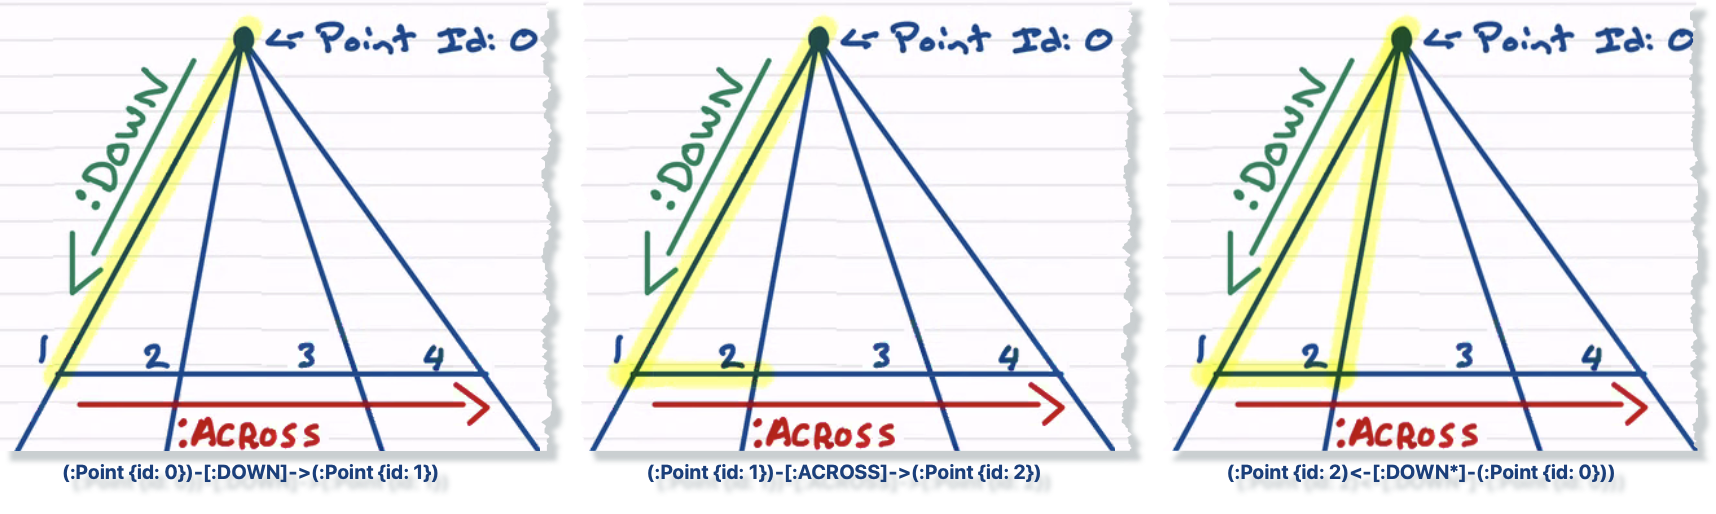 ← Point Id: 0
:DOWN
1 2 3 4
:ACROSS
(:Point {id: 0})-[:DOWN]->(:Point {id: 1})
← Point Id: 0
:DOWN
1 2 3 4
:ACROSS
(:Point {id: 1})-[:ACROSS]->(:Point {id: 2})
← Point Id: 0
:DOWN
1 2 3 4
:ACROSS
(:Point {id: 2)<-[:DOWN*]-(:Point {id: 0}))